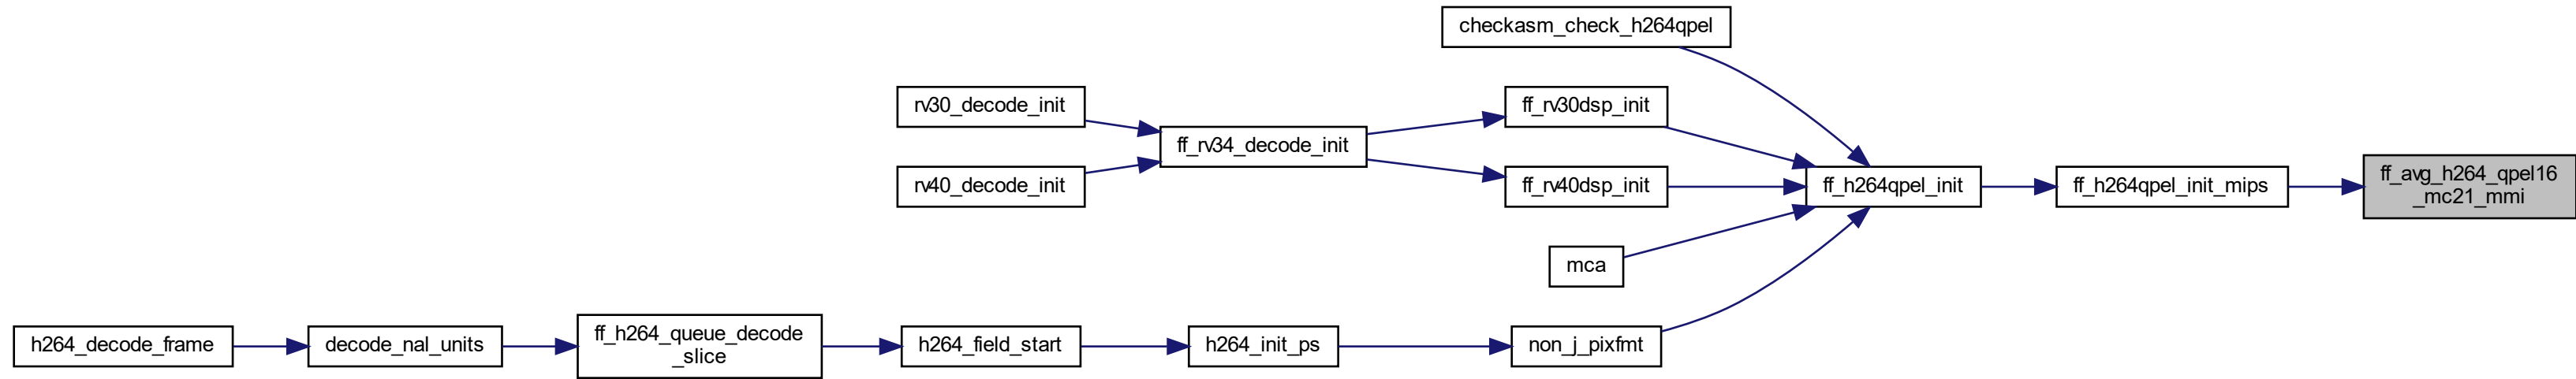 checkasm_check_h264qpel
rv30_decode_init
ff_rv30dsp_init
ff_rv34_decode_init
rv40_decode_init
ff_rv40dsp_init
ff_h264qpel_init
ff_h264qpel_init_mips
ff_avg_h264_qpel16
_mc21_mmi
mca
h264_decode_frame
decode_nal_units
ff_h264_queue_decode
_slice
h264_field_start
h264_init_ps
non_j_pixfmt